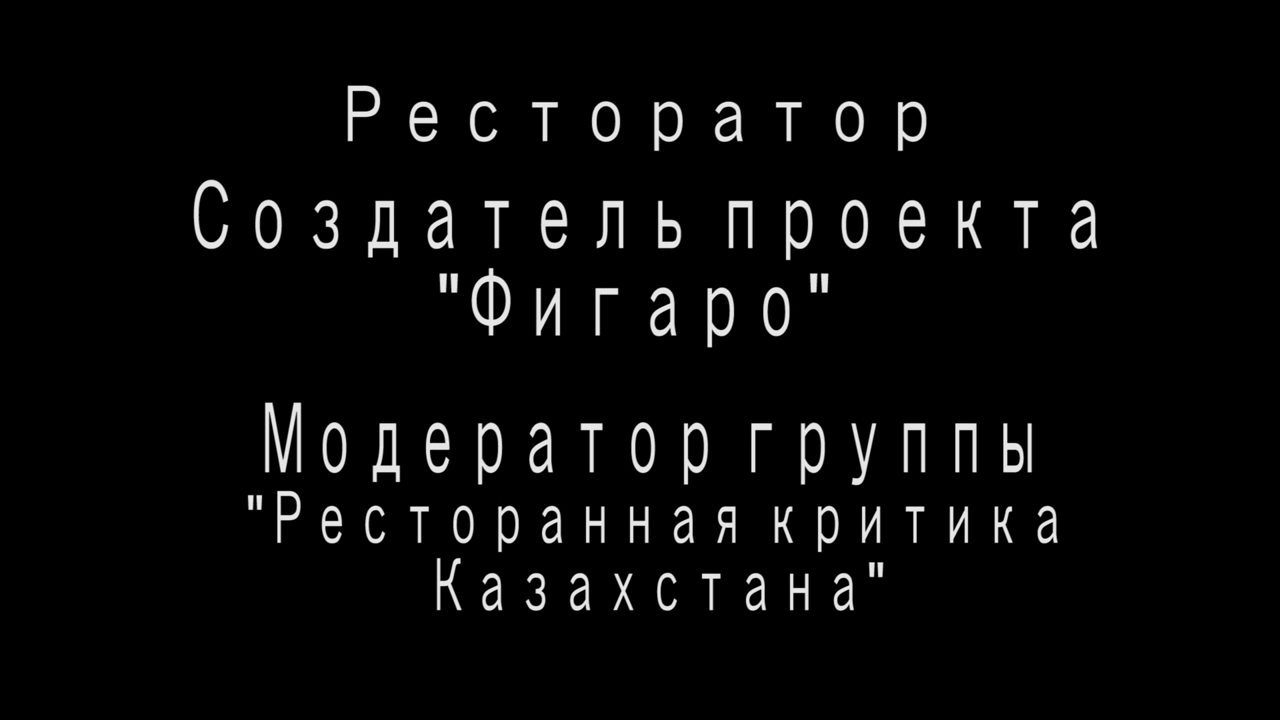 Ресторатор
Создатель проекта
"Фигаро"
Модератор группы
"Ресторанная критика
Казахстана"